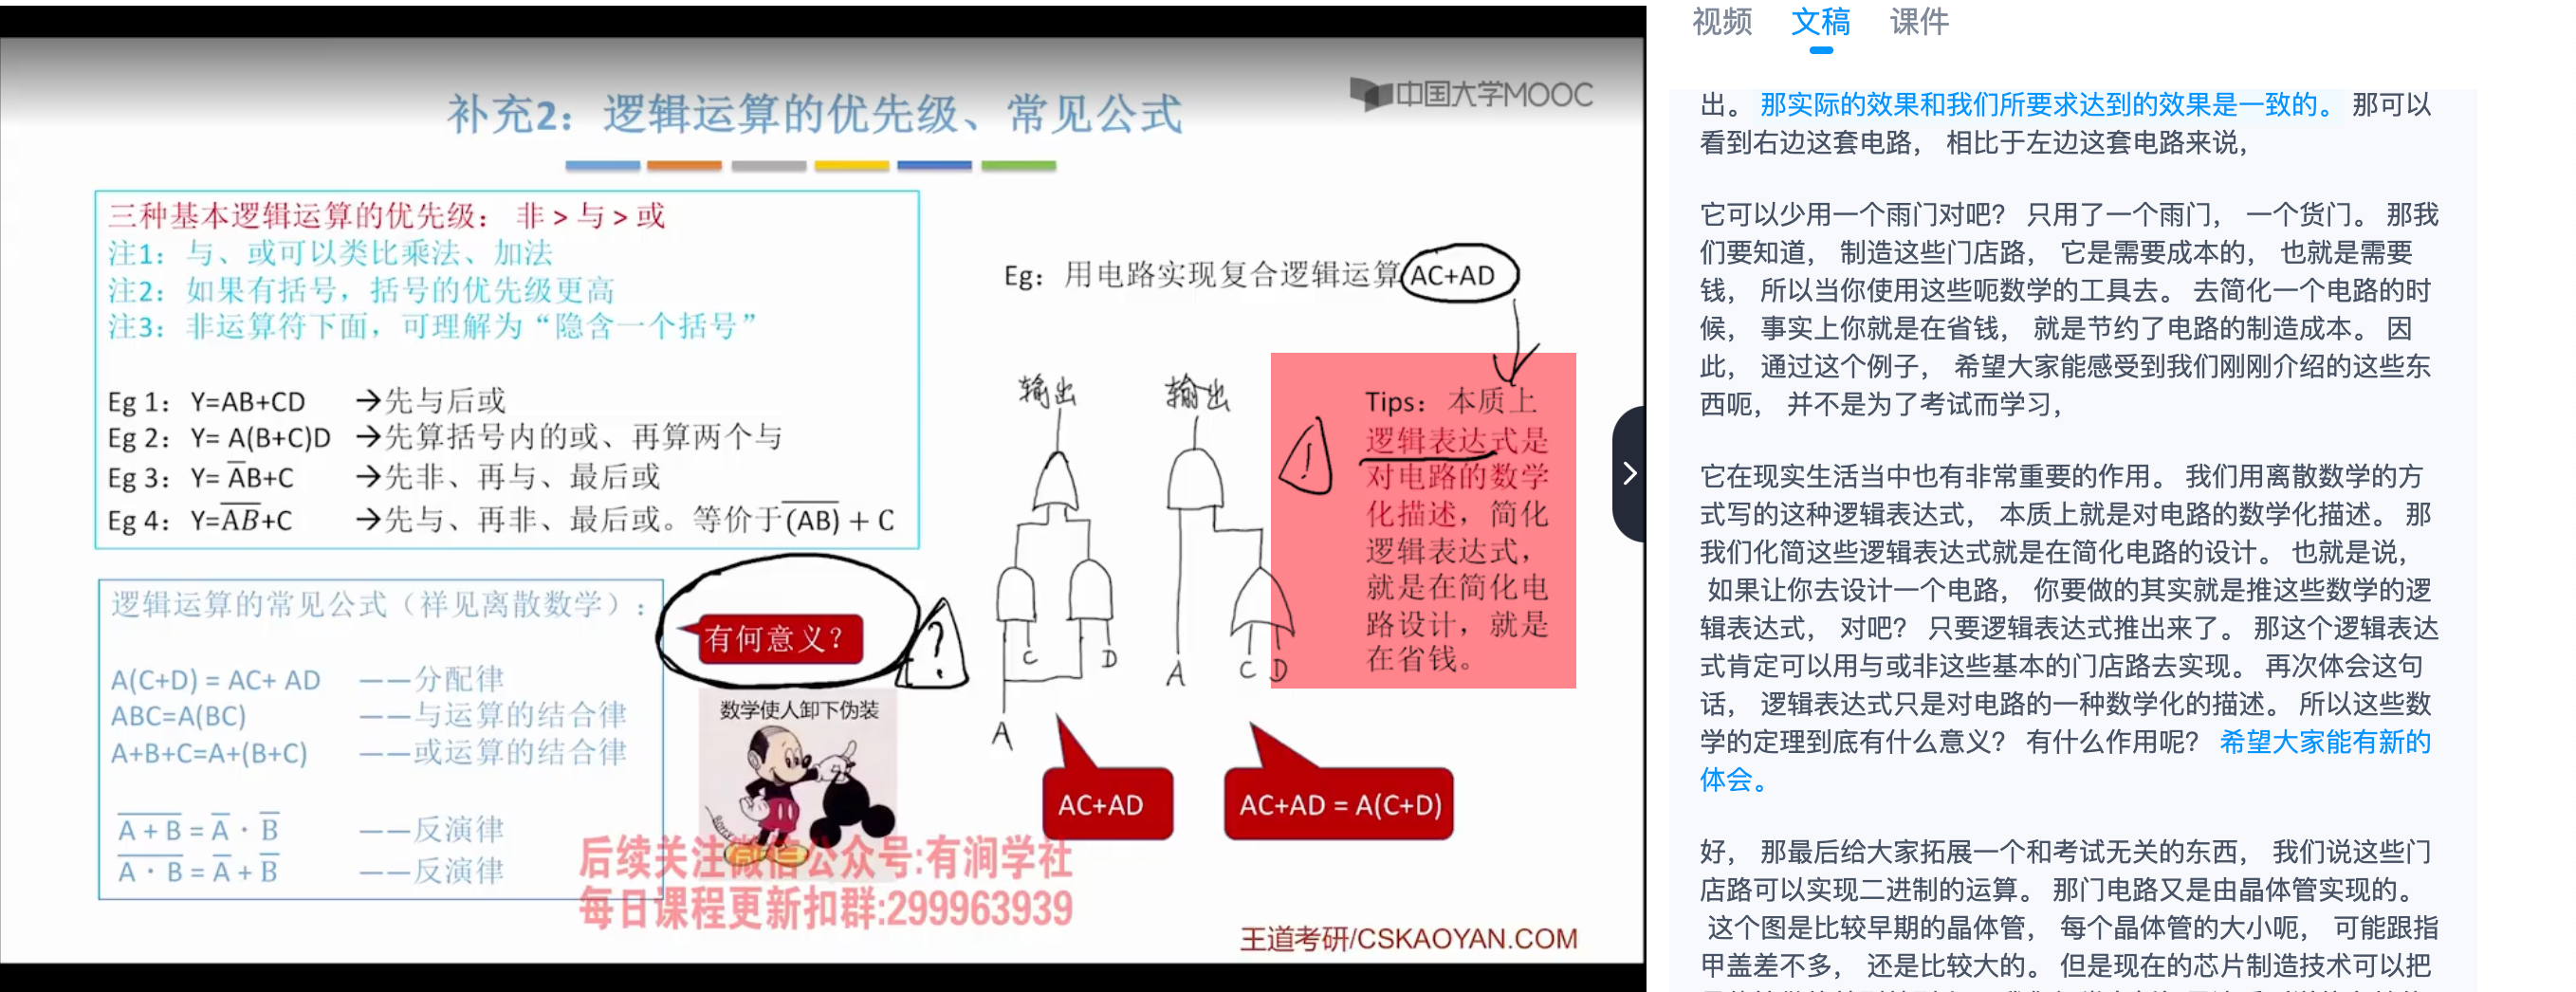 中国大学MOOC
补充2：逻辑运算的优先级、常见公式
三种基本逻辑运算的优先级： 非 > 与 > 或
注1：与、或可以类比乘法、加法
注2：如果有括号，括号的优先级更高
注3：非运算符下面，可理解为“隐含一个括号”
Eg 1： Y=AB+CD →先与后或
Eg 2： Y= A(B+C)D →先算括号内的或、再算两个与
Eg 3： Y= A̅B+C →先非、再与、最后或
Eg 4： Y=A̅B̅+C →先与、再非、最后或。等价于(A̅B̅) + C
逻辑运算的常见公式（祥见离散数学）：
A(C+D) = AC+ AD ——分配律
ABC=A(BC) ——与运算的结合律
A+B+C=A+(B+C) ——或运算的结合律
A̅ ̅+̅ ̅B̅ = A̅ · B̅ ——反演律
A̅ ̅·̅ ̅B̅ = A̅ + B̅ ——反演律
有何意义？
?
数学使人卸下伪装
Eg：用电路实现复合逻辑运算AC+AD
输出
输出
C
D
A
A
C
D
AC+AD
AC+AD = A(C+D)
!
Tips：本质上
逻辑表达式是
对电路的数学
化描述，简化
逻辑表达式，
就是在简化电
路设计，就是
在省钱。
后续关注微信公众号:有涧学社
每日课程更新扣群:299963939
王道考研/CSKAOYAN.COM
视频 文稿 课件
出。 那实际的效果和我们所要求达到的效果是一致的。 那可以
看到右边这套电路， 相比于左边这套电路来说，
它可以少用一个雨门对吧？ 只用了一个雨门， 一个货门。 那我
们要知道， 制造这些门店路， 它是需要成本的， 也就是需要
钱， 所以当你使用这些呃数学的工具去。 去简化一个电路的时
候， 事实上你就是在省钱， 就是节约了电路的制造成本。 因
此， 通过这个例子， 希望大家能感受到我们刚刚介绍的这些东
西呃， 并不是为了考试而学习，
它在现实生活当中也有非常重要的作用。 我们用离散数学的方
式写的这种逻辑表达式， 本质上就是对电路的数学化描述。 那
我们化简这些逻辑表达式就是在简化电路的设计。 也就是说，
如果让你去设计一个电路， 你要做的其实就是推这些数学的逻
辑表达式， 对吧？ 只要逻辑表达式推出来了。 那这个逻辑表达
式肯定可以用与或非这些基本的门店路去实现。 再次体会这句
话， 逻辑表达式只是对电路的一种数学化的描述。 所以这些数
学的定理到底有什么意义？ 有什么作用呢？ 希望大家能有新的
体会。
好， 那最后给大家拓展一个和考试无关的东西， 我们说这些门
店路可以实现二进制的运算。 那门电路又是由晶体管实现的。
这个图是比较早期的晶体管， 每个晶体管的大小呃， 可能跟指
甲盖差不多， 还是比较大的。 但是现在的芯片制造技术可以把